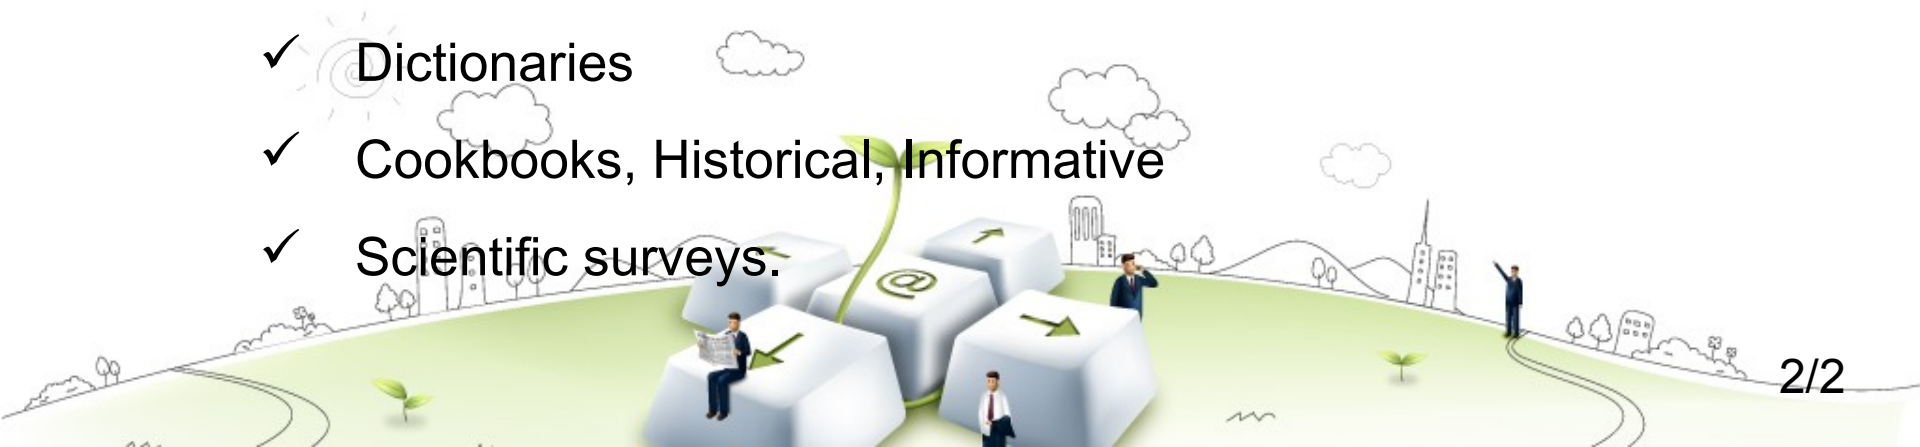 ✓ Dictionaries
✓ Cookbooks, Historical, Informative
✓ Scientific surveys.
@
2/2